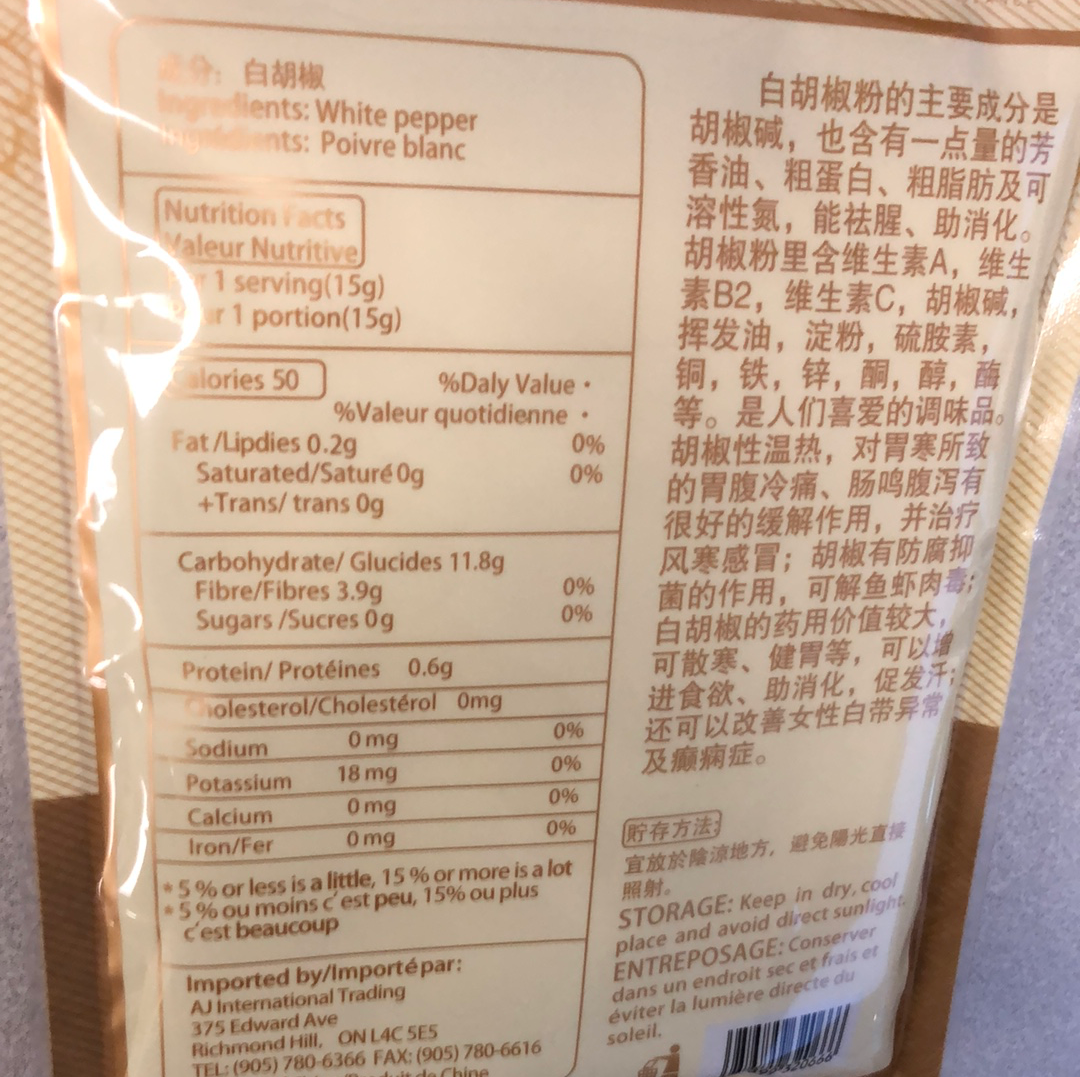 成分：白胡椒
Ingredients: White pepper
Ingrédients: Poivre blanc
Nutrition Facts
Valeur Nutritive
1 serving(15g)
1 portion(15g)
Calories 50
%Daly Value •
%Valeur quotidienne •
Fat /Lipdies 0.2g 0%
Saturated/Saturé 0g 0%
+Trans/ trans 0g
Carbohydrate/ Glucides 11.8g
Fibre/Fibres 3.9g 0%
Sugars /Sucres 0g 0%
Protein/ Protéines 0.6g
Cholesterol/Cholestérol 0mg
Sodium 0 mg 0%
Potassium 18 mg 0%
Calcium 0 mg 0%
Iron/Fer 0 mg 0%
* 5 % or less is a little, 15 % or more is a lot
* 5 % ou moins c'est peu, 15% ou plus
c'est beaucoup
Imported by/Importé par:
AJ International Trading
375 Edward Ave
Richmond Hill, ON L4C 5E5
TEL: (905) 780-6366 FAX: (905) 780-6616
de Chine
白胡椒粉的主要成分是
胡椒碱，也含有一点量的芳
香油、粗蛋白、粗脂肪及可
溶性氮，能祛腥、助消化。
胡椒粉里含维生素A，维生
素B2，维生素C，胡椒碱，
挥发油，淀粉，硫胺素，
铜，铁，锌，酮，醇，酶
等。是人们喜爱的调味品。
胡椒性温热，对胃寒所致
的胃腹冷痛、肠鸣腹泻有
很好的缓解作用，并治疗
风寒感冒；胡椒有防腐抑
菌的作用，可解鱼虾肉毒；
白胡椒的药用价值较大，
可散寒、健胃等，可以增
进食欲、助消化，促发汗；
还可以改善女性白带异常
及癫痫症。
貯存方法:
宜放於陰涼地方，避免陽光直接
照射。
STORAGE: Keep in dry, cool
place and avoid direct sunlight.
ENTREPOSAGE: Conserver
dans un endroit sec et frais et
éviter la lumière directe du
soleil.